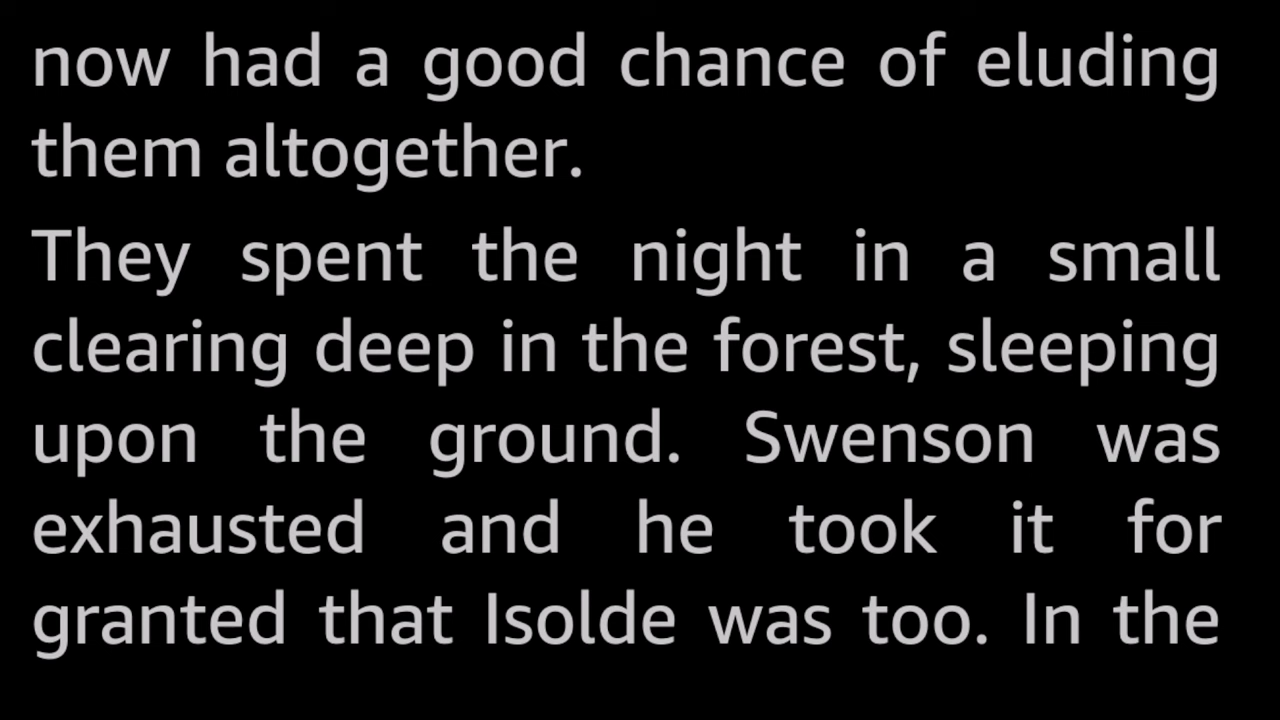 now had a good chance of eluding
them altogether.
They spent the night in a small
clearing deep in the forest, sleeping
upon the ground. Swenson was
exhausted and he took it for
granted that Isolde was too. In the